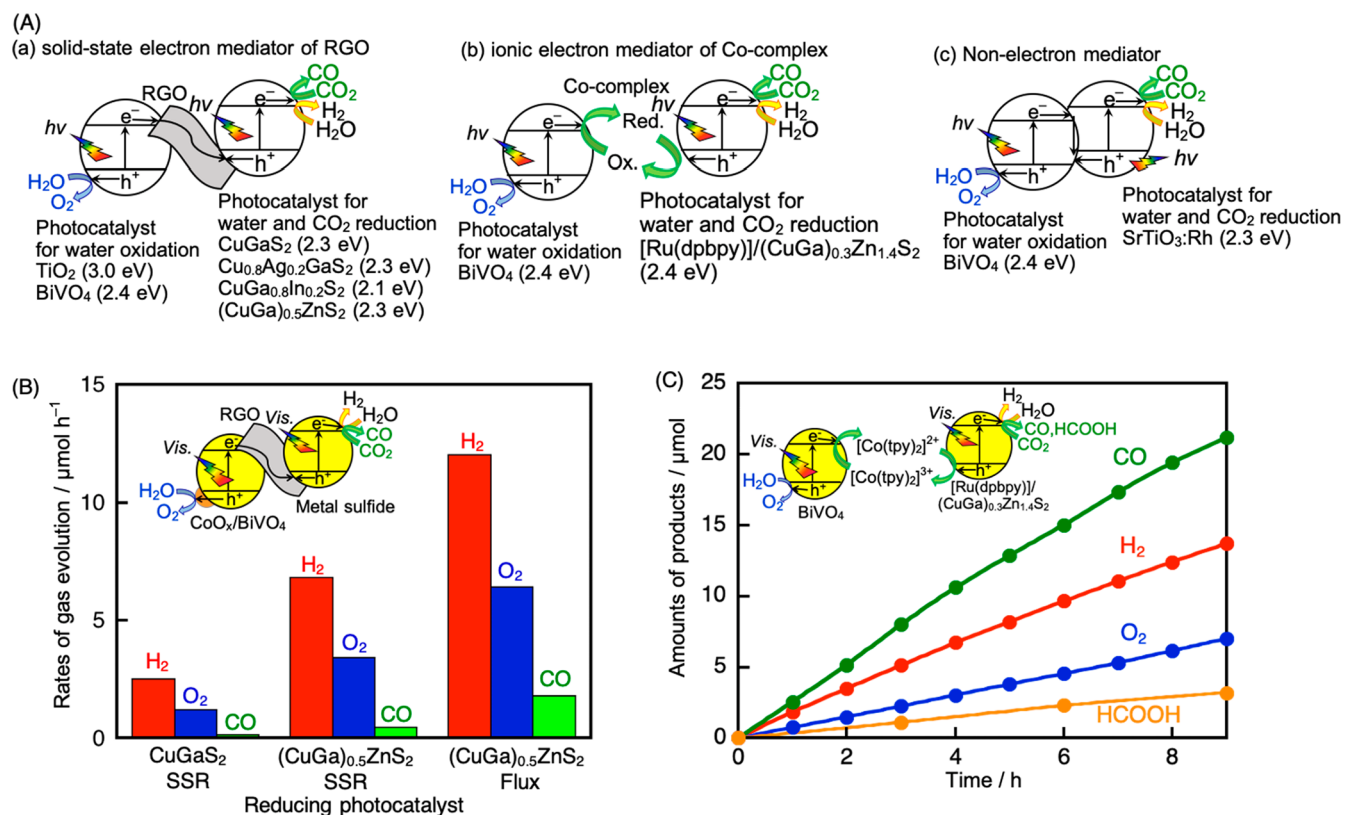 (A)
(a) solid-state electron mediator of RGO
RGO
hν
hν
e⁻
h⁺
e⁻
h⁺
CO
CO₂
H₂
H₂O
H₂O
O₂
Photocatalyst
for water oxidation
TiO₂ (3.0 eV)
BiVO₄ (2.4 eV)
Photocatalyst for
water and CO₂ reduction
CuGaS₂ (2.3 eV)
Cu₀.₈Ag₀.₂GaS₂ (2.3 eV)
CuGa₀.₈In₀.₂S₂ (2.1 eV)
(CuGa)₀.₅ZnS₂ (2.3 eV)
(b) ionic electron mediator of Co-complex
Co-complex
hν
hν
e⁻
h⁺
Red.
Ox.
e⁻
h⁺
CO
CO₂
H₂
H₂O
H₂O
O₂
Photocatalyst
for water oxidation
BiVO₄ (2.4 eV)
Photocatalyst for
water and CO₂ reduction
[Ru(dpbpy)]/(CuGa)₀.₃Zn₁.₄S₂
(2.4 eV)
(c) Non-electron mediator
hν
e⁻
h⁺
e⁻
h⁺
hν
CO
CO₂
H₂
H₂O
H₂O
O₂
Photocatalyst
for water oxidation
BiVO₄ (2.4 eV)
Photocatalyst for
water and CO₂ reduction
SrTiO₃:Rh (2.3 eV)
(B)
Rates of gas evolution / μmol h⁻¹
15
10
5
0
RGO
Vis.
Vis.
e⁻
h⁺
e⁻
h⁺
H₂
H₂O
CO
CO₂
H₂O
O₂
CoOₓ/BiVO₄
Metal sulfide
H₂
O₂
CO
H₂
O₂
CO
H₂
O₂
CO
CuGaS₂
SSR
(CuGa)₀.₅ZnS₂
SSR
(CuGa)₀.₅ZnS₂
Flux
Reducing photocatalyst
(C)
Amounts of products / μmol
25
20
15
10
5
0
Vis.
Vis.
e⁻
h⁺
e⁻
h⁺
[Co(tpy)₂]²⁺
[Co(tpy)₂]³⁺
H₂
H₂O
CO,HCOOH
CO₂
H₂O
O₂
BiVO₄
[Ru(dpbpy)]/
(CuGa)₀.₃Zn₁.₄S₂
CO
H₂
O₂
HCOOH
0
2
4
6
8
Time / h